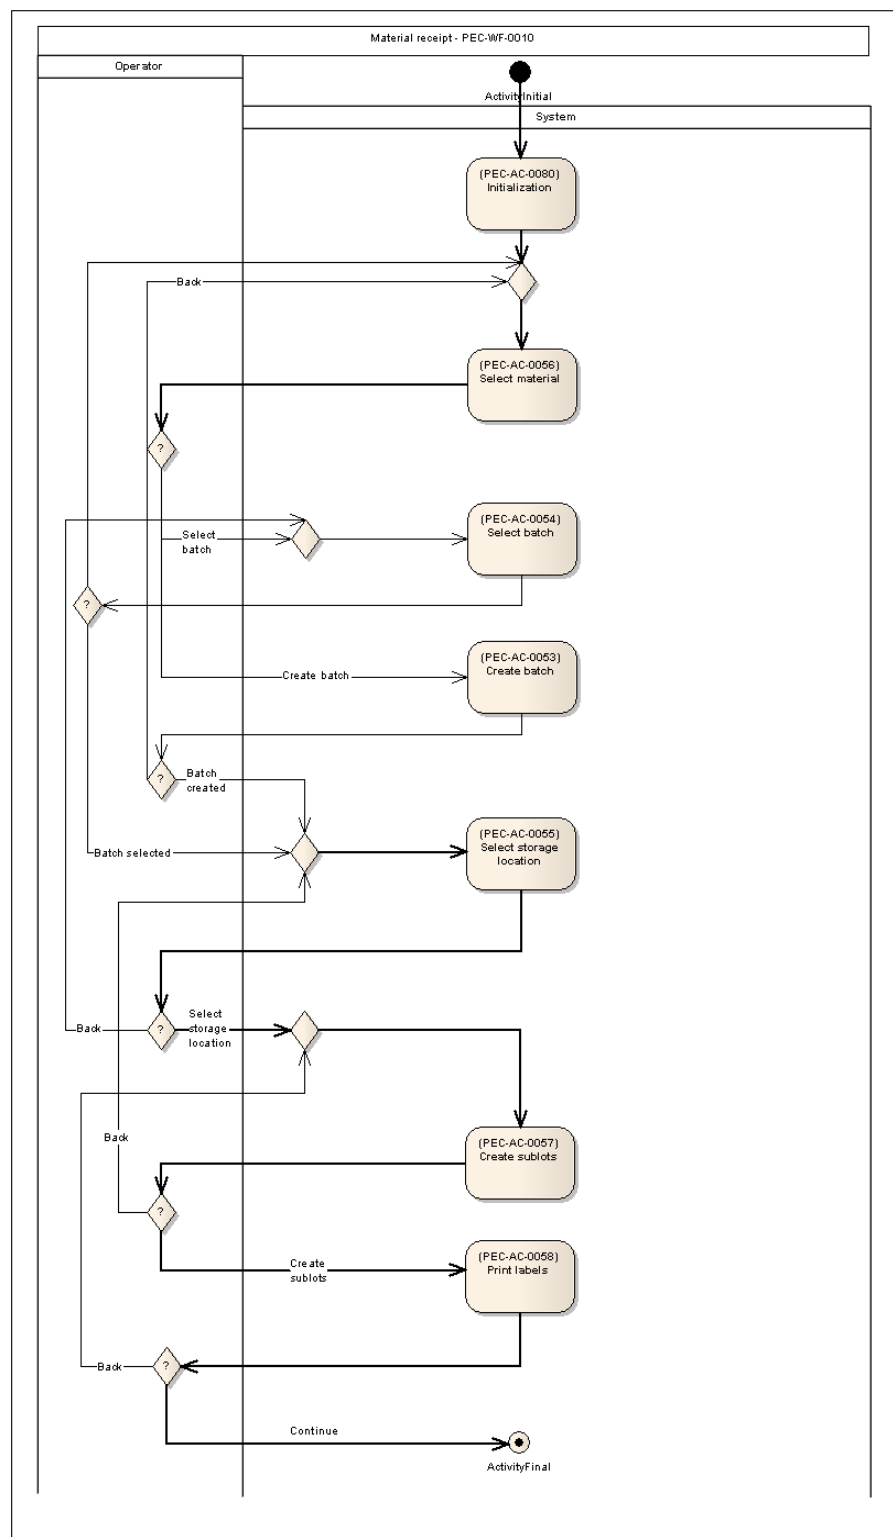 Material receipt - PEC-WF-0010
Operator
ActivityInitial
System
(PEC-AC-0080)
Initialization
Back
(PEC-AC-0056)
Select material
?
(PEC-AC-0054)
Select batch
Select
batch
?
(PEC-AC-0053)
Create batch
Create batch
?
Batch
created
(PEC-AC-0055)
Select storage
location
Batch selected
Select
storage
location
?
Back
Back
(PEC-AC-0057)
Create sublots
?
(PEC-AC-0058)
Print labels
Create
sublots
?
Back
Continue
ActivityFinal